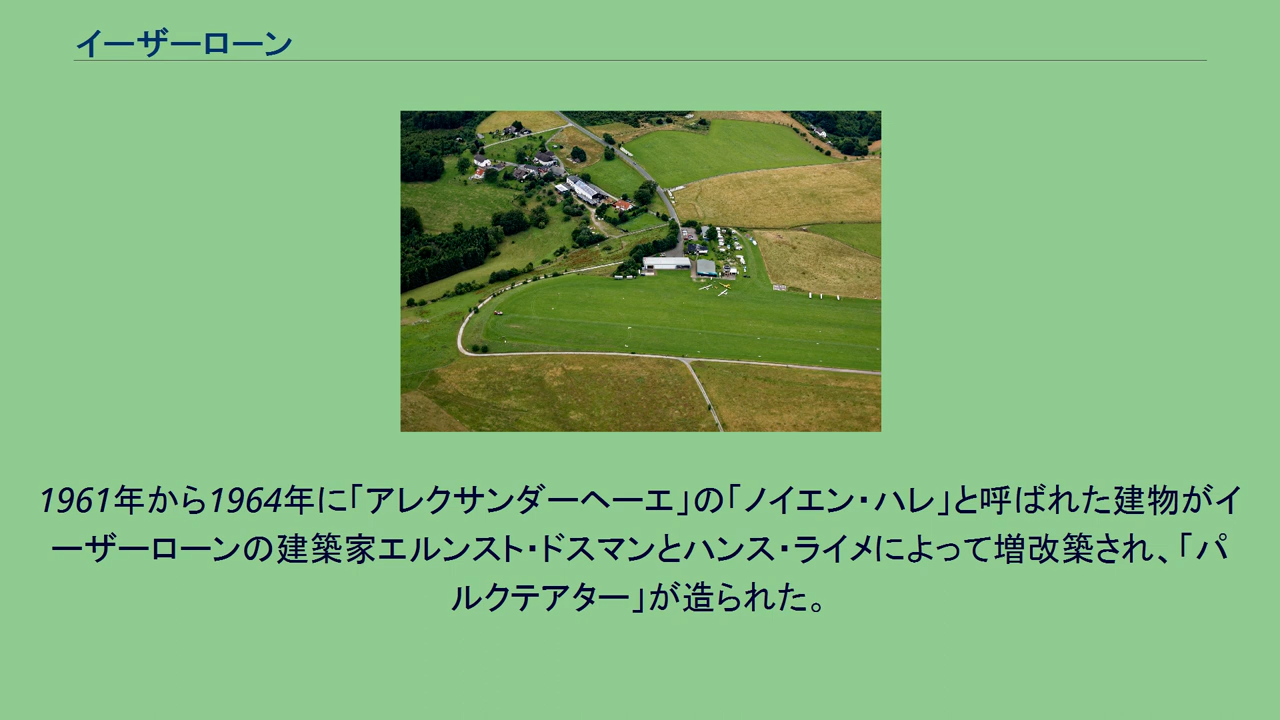 イーザーローン
1961年から1964年に「アレクサンダーヘーエ」の「ノイエン・ハレ」と呼ばれた建物がイ
ーザーローンの建築家エルンスト・ドスマンとハンス・ライメによって増改築され、「パ
ルクテアター」が造られた。